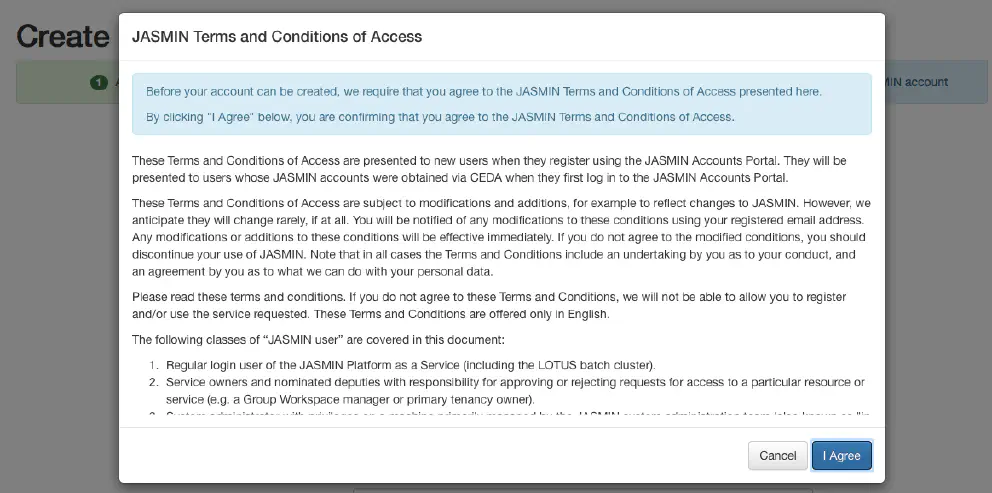 Create
JASMIN Terms and Conditions of Access
1
IN account
Before your account can be created, we require that you agree to the JASMIN Terms and Conditions of Access presented here.
By clicking "I Agree" below, you are confirming that you agree to the JASMIN Terms and Conditions of Access.
These Terms and Conditions of Access are presented to new users when they register using the JASMIN Accounts Portal. They will be
presented to users whose JASMIN accounts were obtained via CEDA when they first log in to the JASMIN Accounts Portal.
These Terms and Conditions of Access are subject to modifications and additions, for example to reflect changes to JASMIN. However, we
anticipate they will change rarely, if at all. You will be notified of any modifications to these conditions using your registered email address.
Any modifications or additions to these conditions will be effective immediately. If you do not agree to the modified conditions, you should
discontinue your use of JASMIN. Note that in all cases the Terms and Conditions include an undertaking by you as to your conduct, and
an agreement by you as to what we can do with your personal data.
Please read these terms and conditions. If you do not agree to these Terms and Conditions, we will not be able to allow you to register
and/or use the service requested. These Terms and Conditions are offered only in English.
The following classes of “JASMIN user” are covered in this document:
1. Regular login user of the JASMIN Platform as a Service (including the LOTUS batch cluster).
2. Service owners and nominated deputies with responsibility for approving or rejecting requests for access to a particular resource or
service (e.g. a Group Workspace manager or primary tenancy owner).
Cancel
I Agree